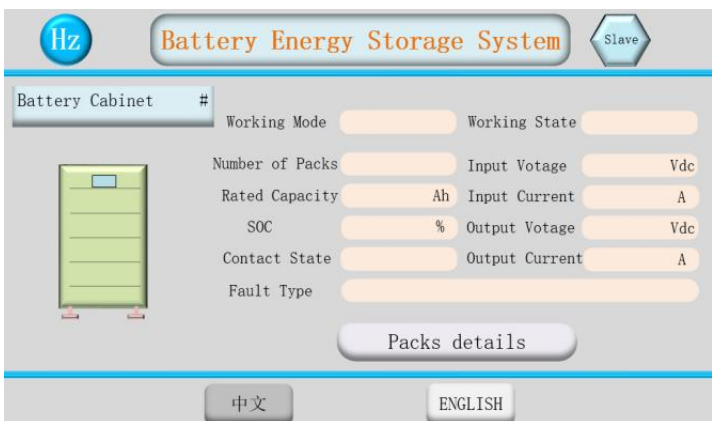 Hz Battery Energy Storage System Slave
Battery Cabinet #
Working Mode Working State
Number of Packs Input Votage Vdc
Rated Capacity Ah Input Current A
SOC % Output Votage Vdc
Contact State Output Current A
Fault Type
Packs details
中文 ENGLISH